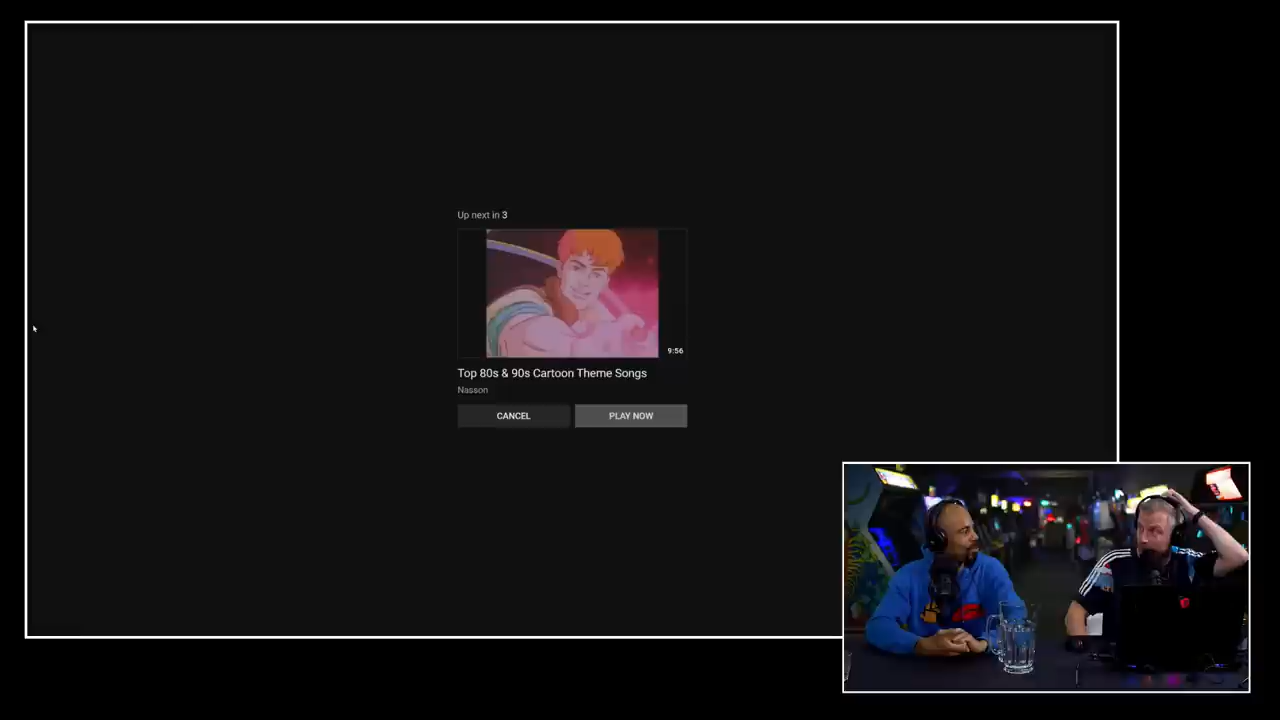 Up next in 3
9:56
Top 80s & 90s Cartoon Theme Songs
Nasson
CANCEL
PLAY NOW